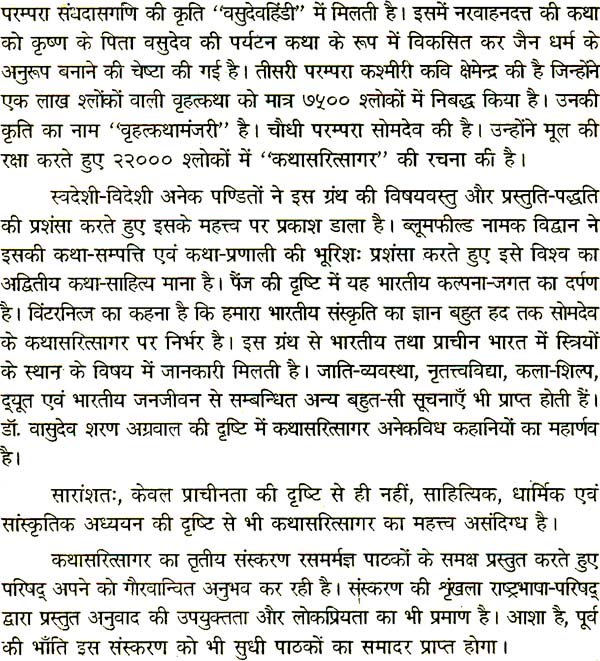 परम्परा संघदासगणि की कृति “वसुदेवहिंडी” में मिलती है। इसमें नरवाहनदत्त की कथा
को कृष्ण के पिता वसुदेव की पर्यटन कथा के रूप में विकसित कर जैन धर्म के
अनुरूप बनाने की चेष्टा की गई है। तीसरी परम्परा कश्मीरी कवि क्षेमेन्द्र की है जिन्होंने
एक लाख श्लोंकों वाली वृहत्कथा को मात्र ७५०० श्लोकों में निबद्ध किया है। उनकी
कृति का नाम “वृहत्कथामंजरी” है। चौथी परम्परा सोमदेव की है। उन्होंने मूल की
रक्षा करते हुए २२००० श्लोकों में “कथासरित्सागर” की रचना की है।
स्वदेशी-विदेशी अनेक पण्डितों ने इस ग्रंथ की विषयवस्तु और प्रस्तुति-पद्धति
की प्रशंसा करते हुए इसके महत्त्व पर प्रकाश डाला है। ब्लूमफील्ड नामक विद्वान ने
इसकी कथा-सम्पत्ति एवं कथा-प्रणाली की भूरिशः प्रशंसा करते हुए इसे विश्व का
अद्वितीय कथा-साहित्य माना है। पैंज की दृष्टि में यह भारतीय कल्पना-जगत का दर्पण
है। विंटरनित्ज का कहना है कि हमारा भारतीय संस्कृति का ज्ञान बहुत हद तक सोमदेव
के कथासरित्सागर पर निर्भर है। इस ग्रंथ से भारतीय तथा प्राचीन भारत में स्त्रियों
के स्थान के विषय में जानकारी मिलती है। जाति-व्यवस्था, नृतत्त्वविद्या, कला-शिल्प,
द्यूत एवं भारतीय जनजीवन से सम्बन्धित अन्य बहुत-सी सूचनाएँ भी प्राप्त होती हैं।
डॉ. वासुदेव शरण अग्रवाल की दृष्टि में कथासरित्सागर अनेकविध कहानियों का महार्णव
है।
सारांशतः, केवल प्राचीनता की दृष्टि से ही नहीं, साहित्यिक, धार्मिक एवं
सांस्कृतिक अध्ययन की दृष्टि से भी कथासरित्सागर का महत्त्व असंदिग्ध है।
कथासरित्सागर का तृतीय संस्करण रसमर्मज्ञ पाठकों के समक्ष प्रस्तुत करते हुए
परिषद् अपने को गौरवान्वित अनुभव कर रही है। संस्करण की शृंखला राष्ट्रभाषा-परिषद्
द्वारा प्रस्तुत अनुवाद की उपयुक्तता और लोकप्रियता का भी प्रमाण है। आशा है, पूर्व
की भाँति इस संस्करण को भी सुधी पाठकों का समादर प्राप्त होगा।